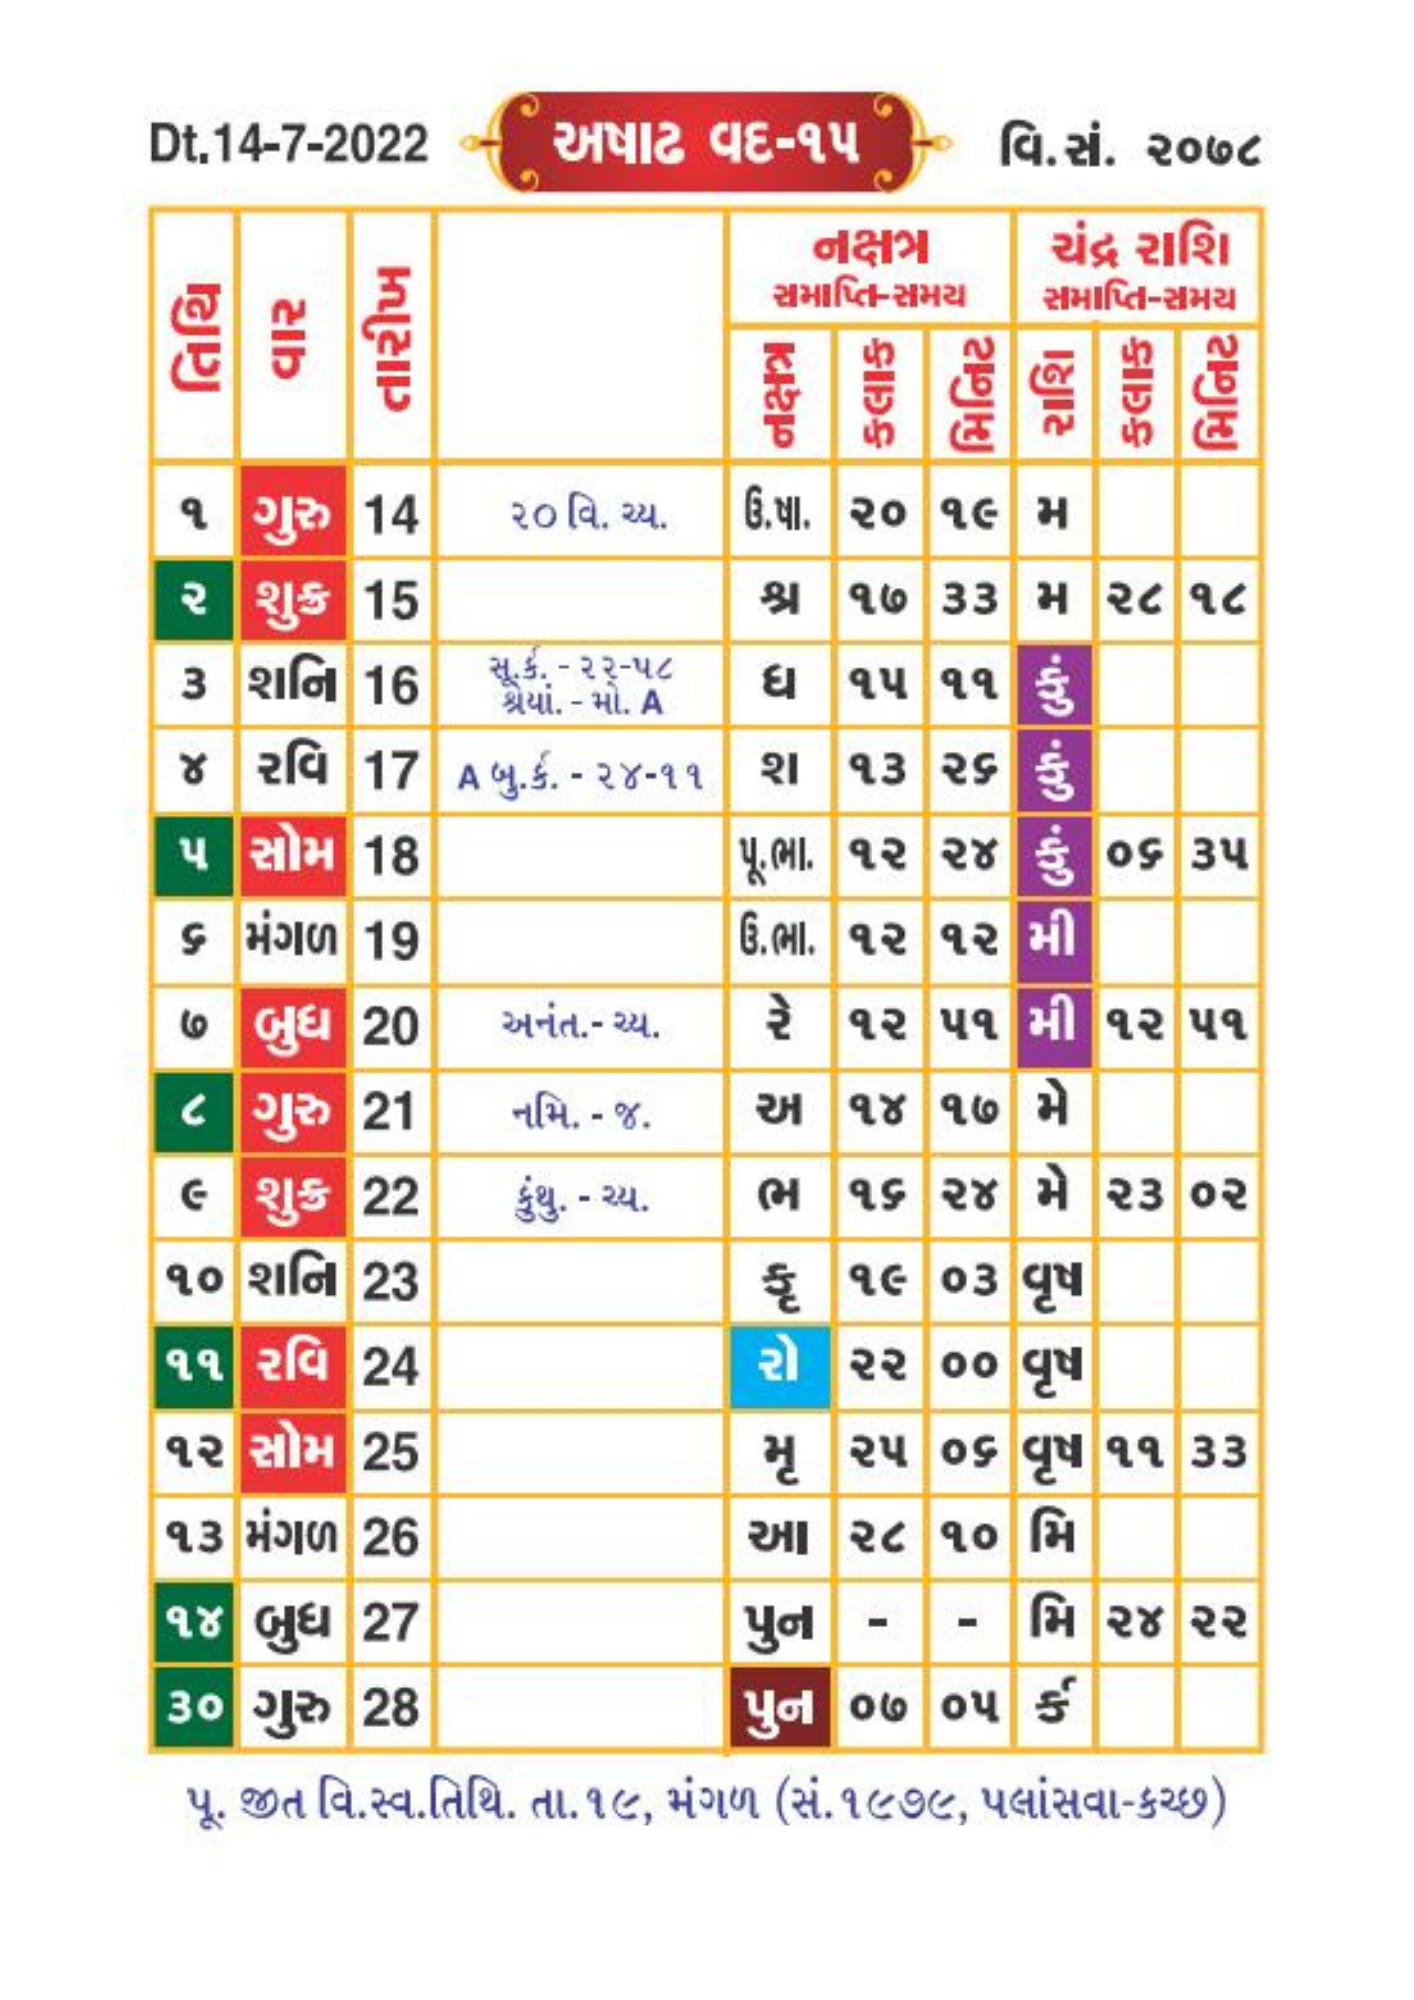 Dt.14-7-2022 અષાઢ વદ-૧૫ વિ.સં. ૨૦૭૮
તિથિ વાર તારીખ નક્ષત્ર સમાપ્તિ-સમય ચંદ્ર રાશિ સમાપ્તિ-સમય
નક્ષત્ર કલાક મિનિટ રાશિ કલાક મિનિટ
૧ ગુરુ 14 ૨૦ વિ. ચ્ય. ઉ.ષા. ૨૦ ૧૯ મ
૨ શુક્ર 15 શ્ર ૧૭ ૩૩ મ ૨૮ ૧૮
૩ શનિ 16 સૂ.કં. - ૨૨-૫૮ શ્રેયાં. - મો. A ધ ૧૫ ૧૧ કું
૪ રવિ 17 A બુ.ર્ક. - ૨૪-૧૧ શ ૧૩ ૨૬ કું
૫ સોમ 18 પૂ.ભા. ૧૨ ૨૪ કું ૦૬ ૩૫
૬ મંગળ 19 ઉ.ભા. ૧૨ ૧૨ મી
૭ બુધ 20 અનંત.- ચ્ય. રે ૧૨ ૫૧ મી ૧૨ ૫૧
૮ ગુરુ 21 નમિ. - જ. અ ૧૪ ૧૭ મે
૯ શુક્ર 22 કુંથુ. - ચ્ય. ભ ૧૬ ૨૪ મે ૨૩ ૦૨
૧૦ શનિ 23 કૃ ૧૯ ૦૩ વૃષ
૧૧ રવિ 24 રો ૨૨ ૦૦ વૃષ
૧૨ સોમ 25 મૃ ૨૫ ૦૬ વૃષ ૧૧ ૩૩
૧૩ મંગળ 26 આ ૨૮ ૧૦ મિ
૧૪ બુધ 27 પુન - - મિ ૨૪ ૨૨
૩૦ ગુરુ 28 પુન ૦૭ ૦૫ ર્ક
પૂ. જીત વિ.સ્વ.તિથિ. તા.૧૯, મંગળ (સં.૧૯૭૯, પલાંસવા-કચ્છ)